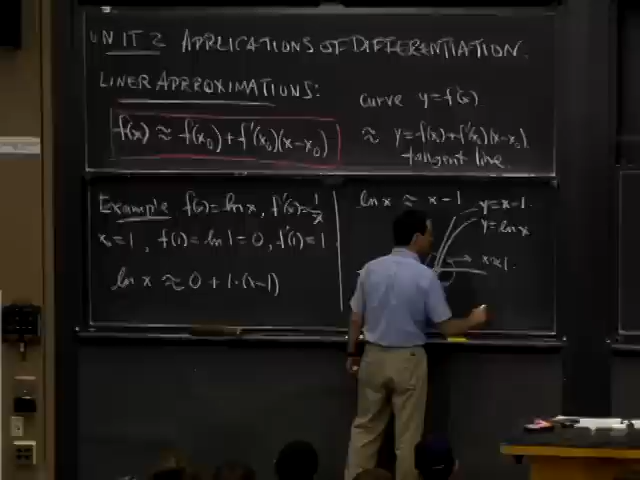 UNIT 2 APPLICATIONS OF DIFFERENTIATION.
LINER APPROXIMATIONS:
f(x) ≈ f(x₀) + f'(x₀)(x-x₀)
Curve y=f(x)
≈ y=f(x₀)+f'(x₀)(x-x₀)
tangent line.
Example f(x)=ln x, f'(x)=1/x
x₀=1, f(1)=ln 1=0, f'(1)=1
ln x ≈ 0 + 1·(x-1)
ln x ≈ x-1
y=x-1.
y=ln x
x≈1.